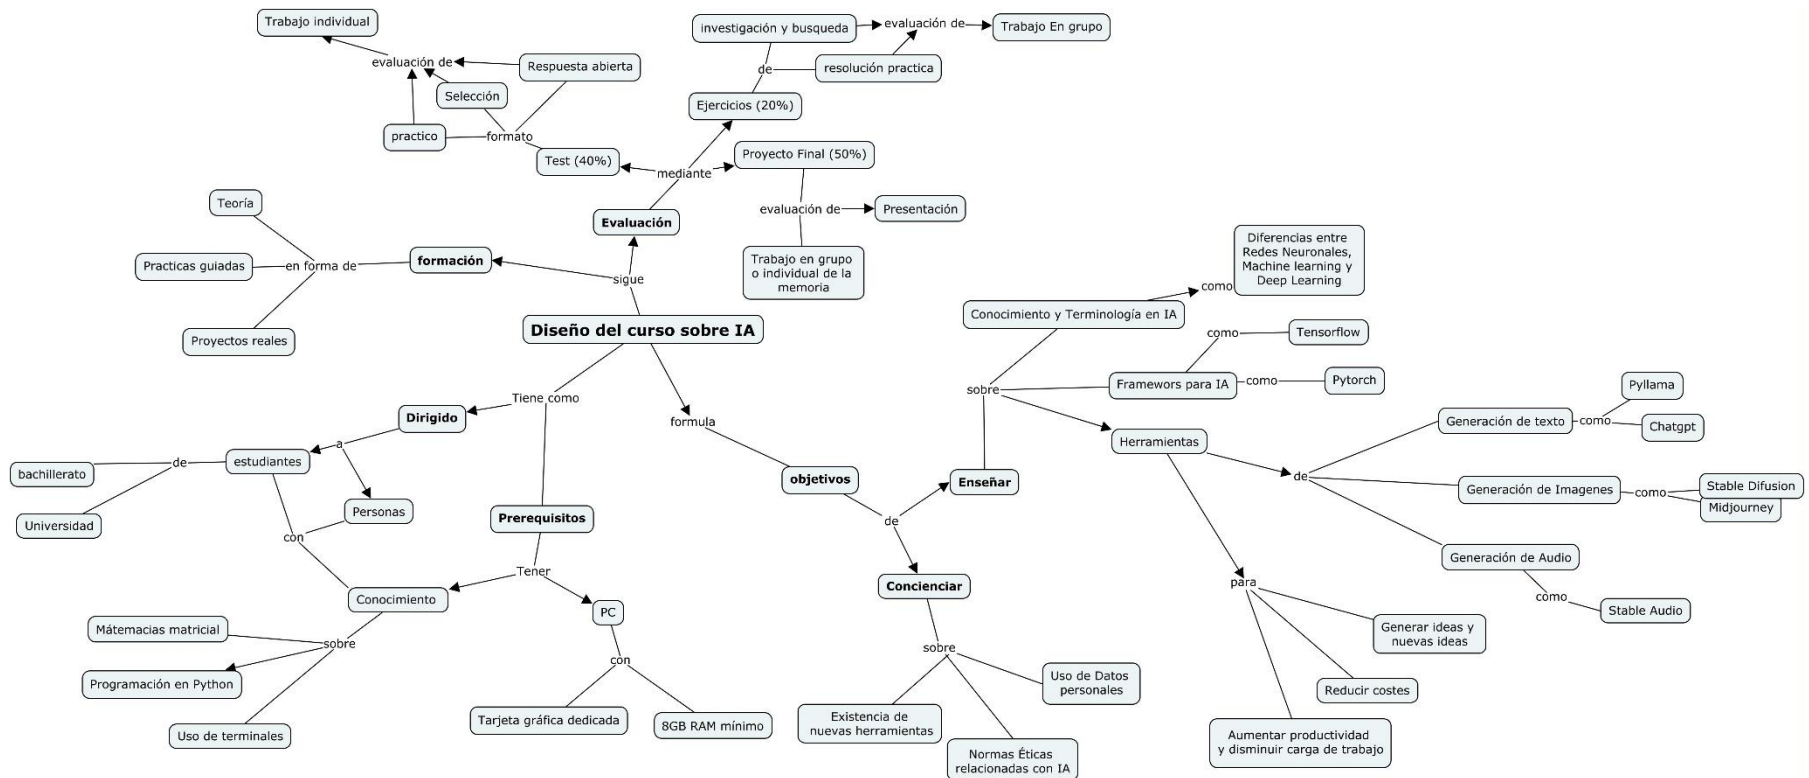 Trabajo individual
investigación y busqueda
evaluación de
Trabajo En grupo
evaluación de
Respuesta abierta
de
resolución practica
Selección
Ejercicios (20%)
practico
formato
Test (40%)
mediante
Proyecto Final (50%)
Teoría
evaluación de
Presentación
Evaluación
Practicas guiadas
en forma de
formación
sigue
Trabajo en grupo
o individual de la
memoria
Diferencias entre
Redes Neuronales,
Machine learning y
Deep Learning
como
Conocimiento y Terminología en IA
Proyectos reales
Diseño del curso sobre IA
como
Tensorflow
sobre
Framewors para IA
como
Pytorch
Pyllama
Tiene como
Dirigido
formula
Generación de texto
como
Chatgpt
a
Herramientas
bachillerato
de
estudiantes
objetivos
Enseñar
de
Generación de Imagenes
como
Stable Difusion
Midjourney
Universidad
Personas
Prerequisitos
de
con
Generación de Audio
Tener
Concienciar
para
como
Conocimiento
PC
Stable Audio
Mátemacias matricial
sobre
Generar ideas y
nuevas ideas
sobre
con
Programación en Python
Uso de Datos
personales
Reducir costes
Uso de terminales
Tarjeta gráfica dedicada
8GB RAM mínimo
Existencia de
nuevas herramientas
Aumentar productividad
y disminuir carga de trabajo
Normas Éticas
relacionadas con IA